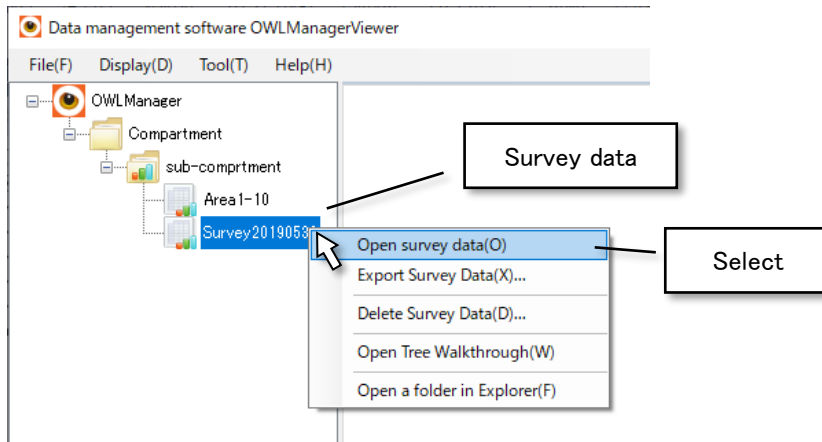 Data management software OWLManagerViewer
File(F) Display(D) Tool(T) Help(H)
OWLManager
Compartment
sub-comprtment
Area1-10
Survey2019053
Survey data
Open survey data(O)
Export Survey Data(X)...
Delete Survey Data(D)...
Open Tree Walkthrough(W)
Open a folder in Explorer(F)
Select